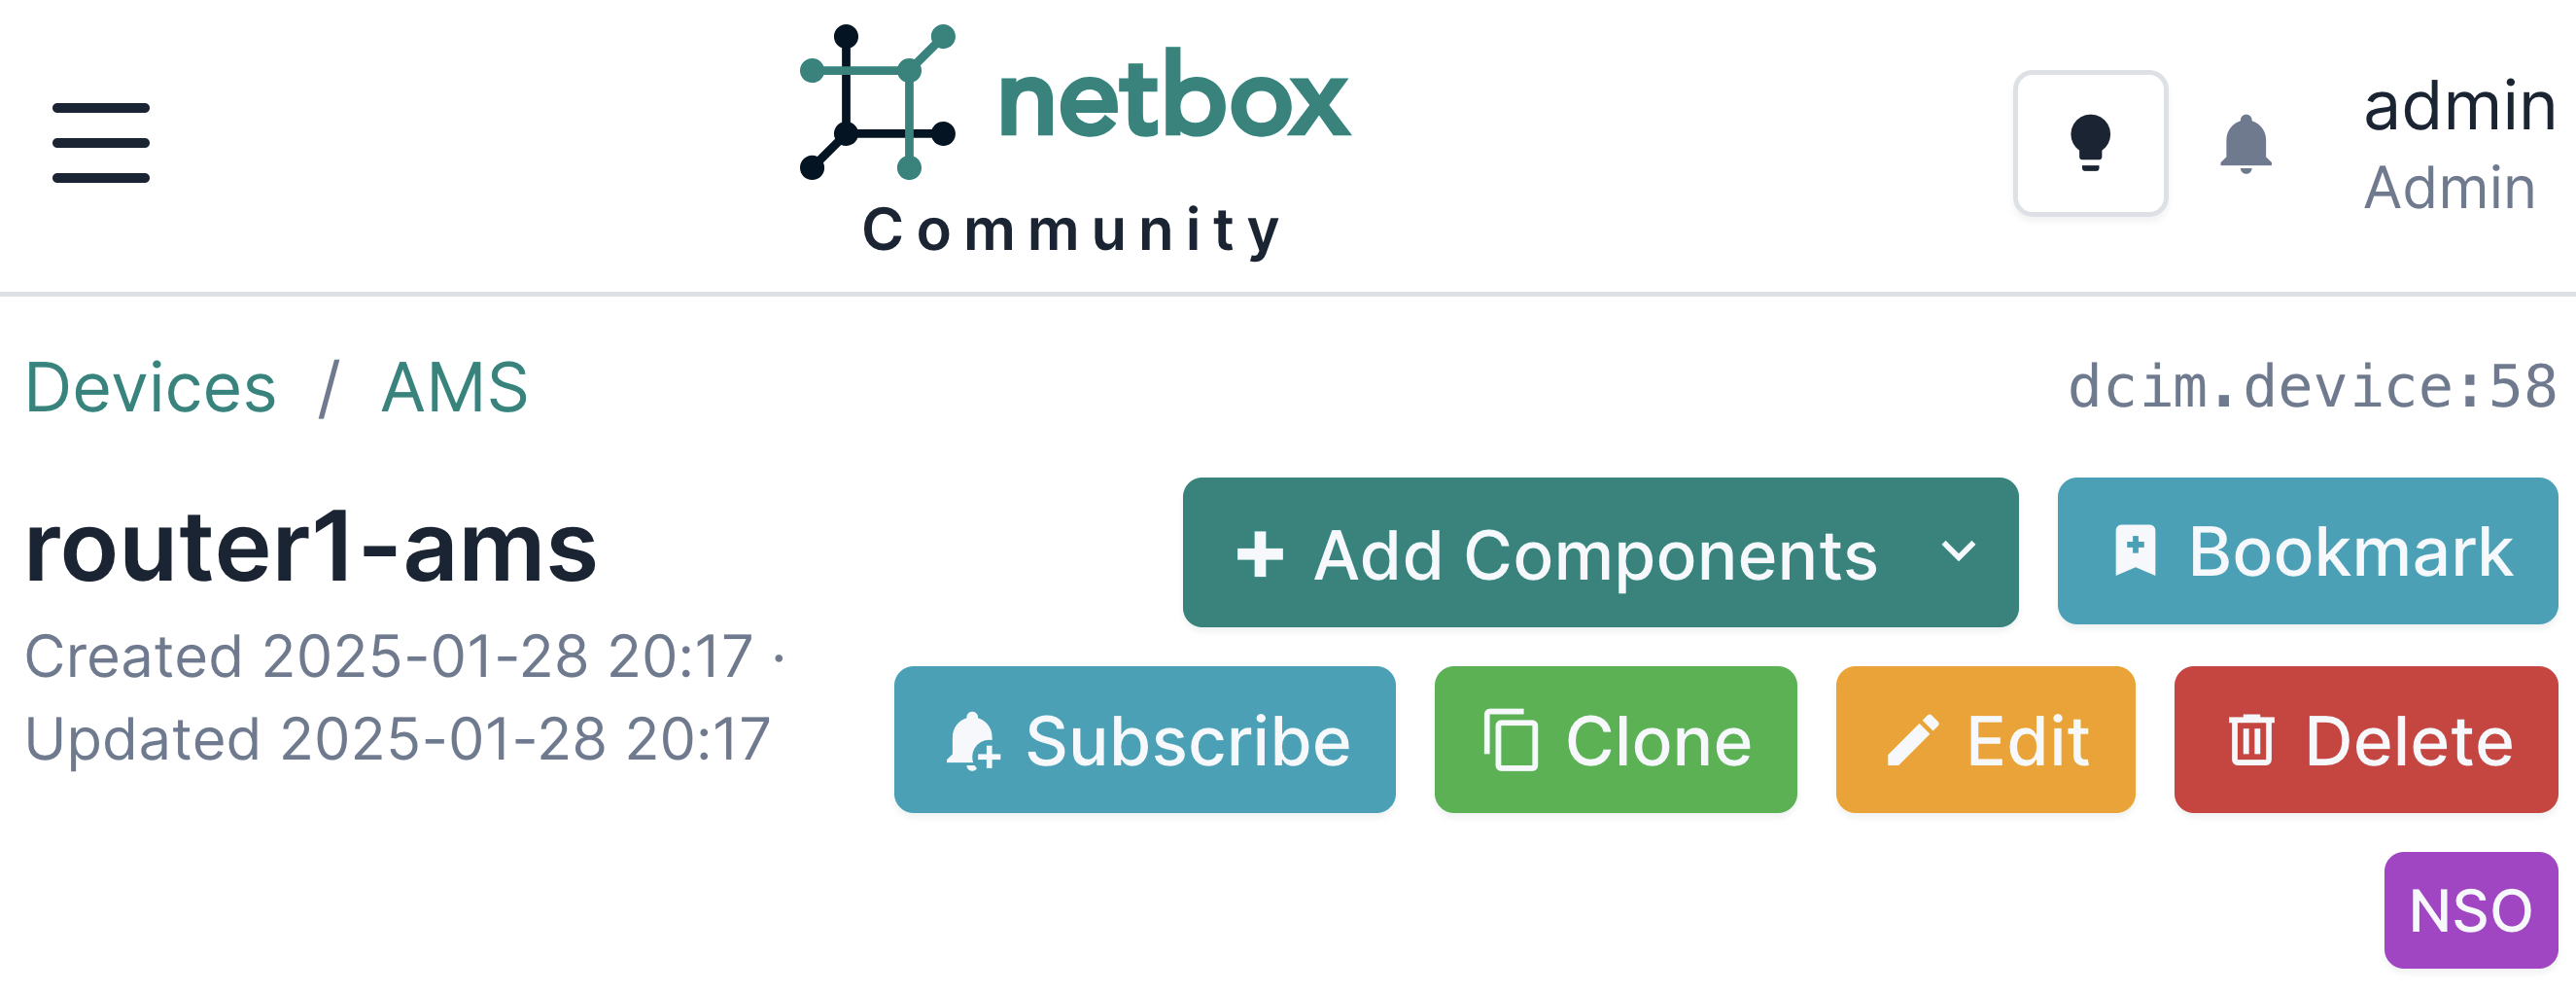 netbox
Community
admin
Admin
Devices / AMS
dcim.device:58
router1-ams
Created 2025-01-28 20:17 ·
Updated 2025-01-28 20:17
Add Components
Bookmark
Subscribe
Clone
Edit
Delete
NSO